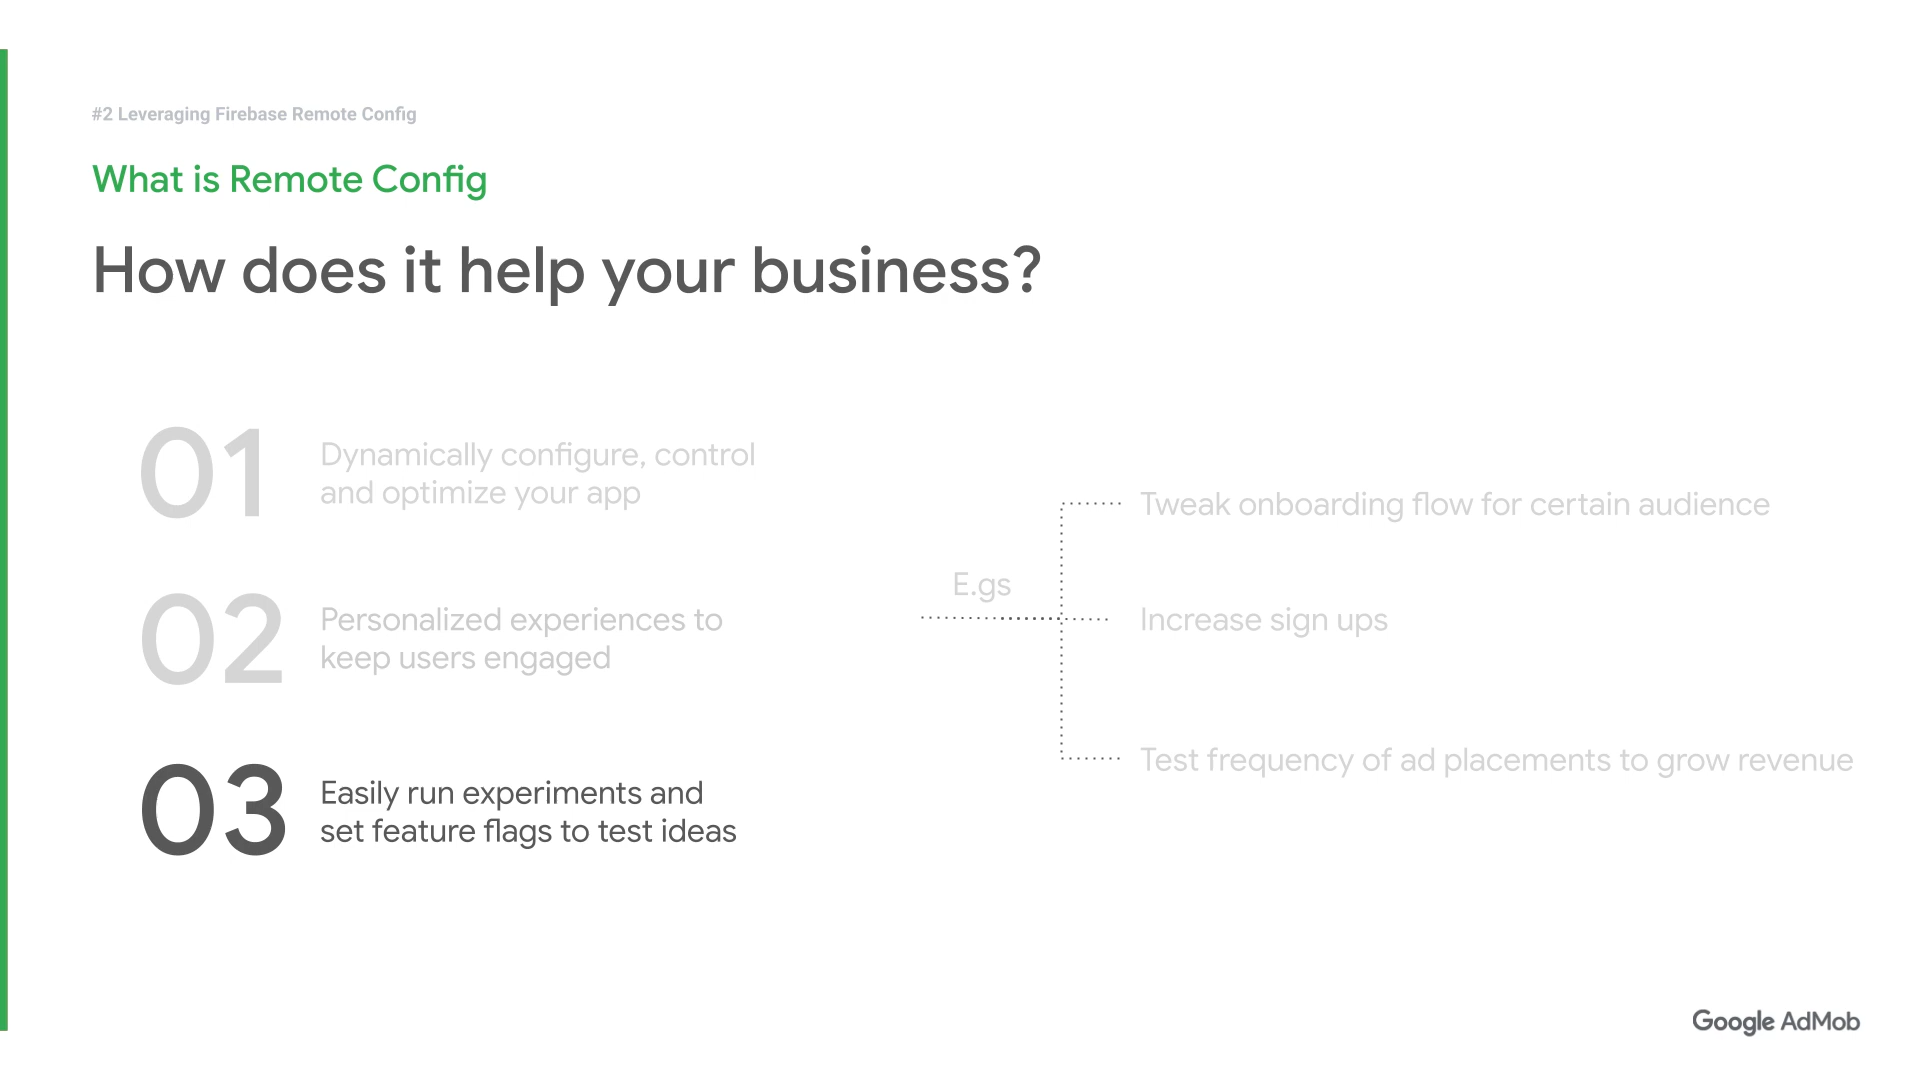 #2 Leveraging Firebase Remote Config
What is Remote Config
How does it help your business?
01
Dynamically configure, control
and optimize your app
02
Personalized experiences to
keep users engaged
03
Easily run experiments and
set feature flags to test ideas
E.gs
Tweak onboarding flow for certain audience
Increase sign ups
Test frequency of ad placements to grow revenue
Google AdMob